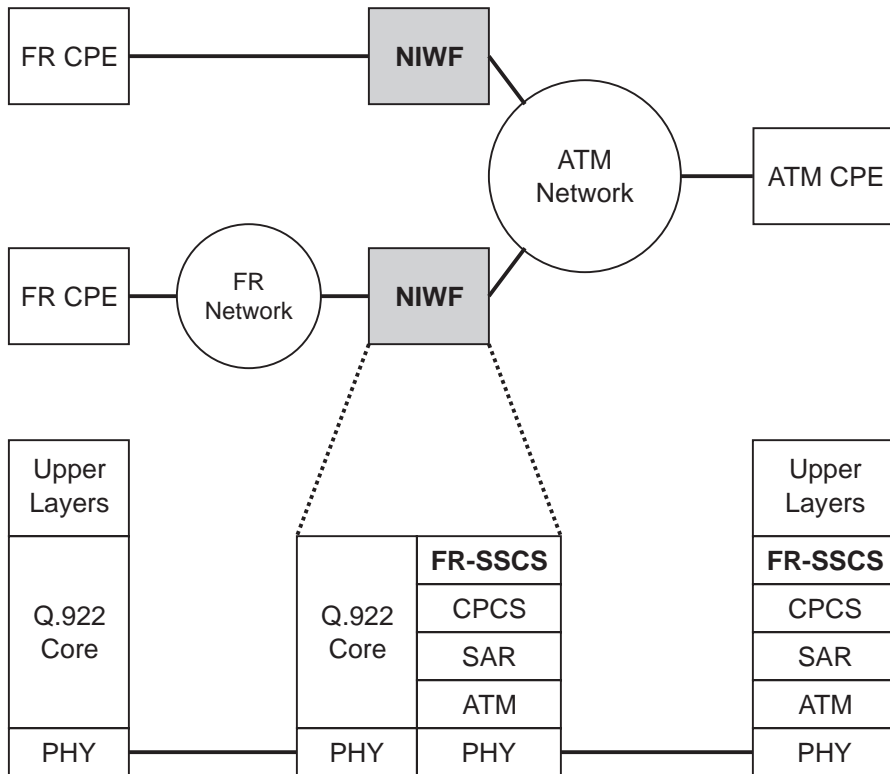 FR CPE
NIWF
ATM
Network
ATM CPE
FR CPE
FR
Network
NIWF
Upper
Layers
Q.922
Core
PHY
Q.922
Core
PHY
FR-SSCS
CPCS
SAR
ATM
PHY
Upper
Layers
FR-SSCS
CPCS
SAR
ATM
PHY